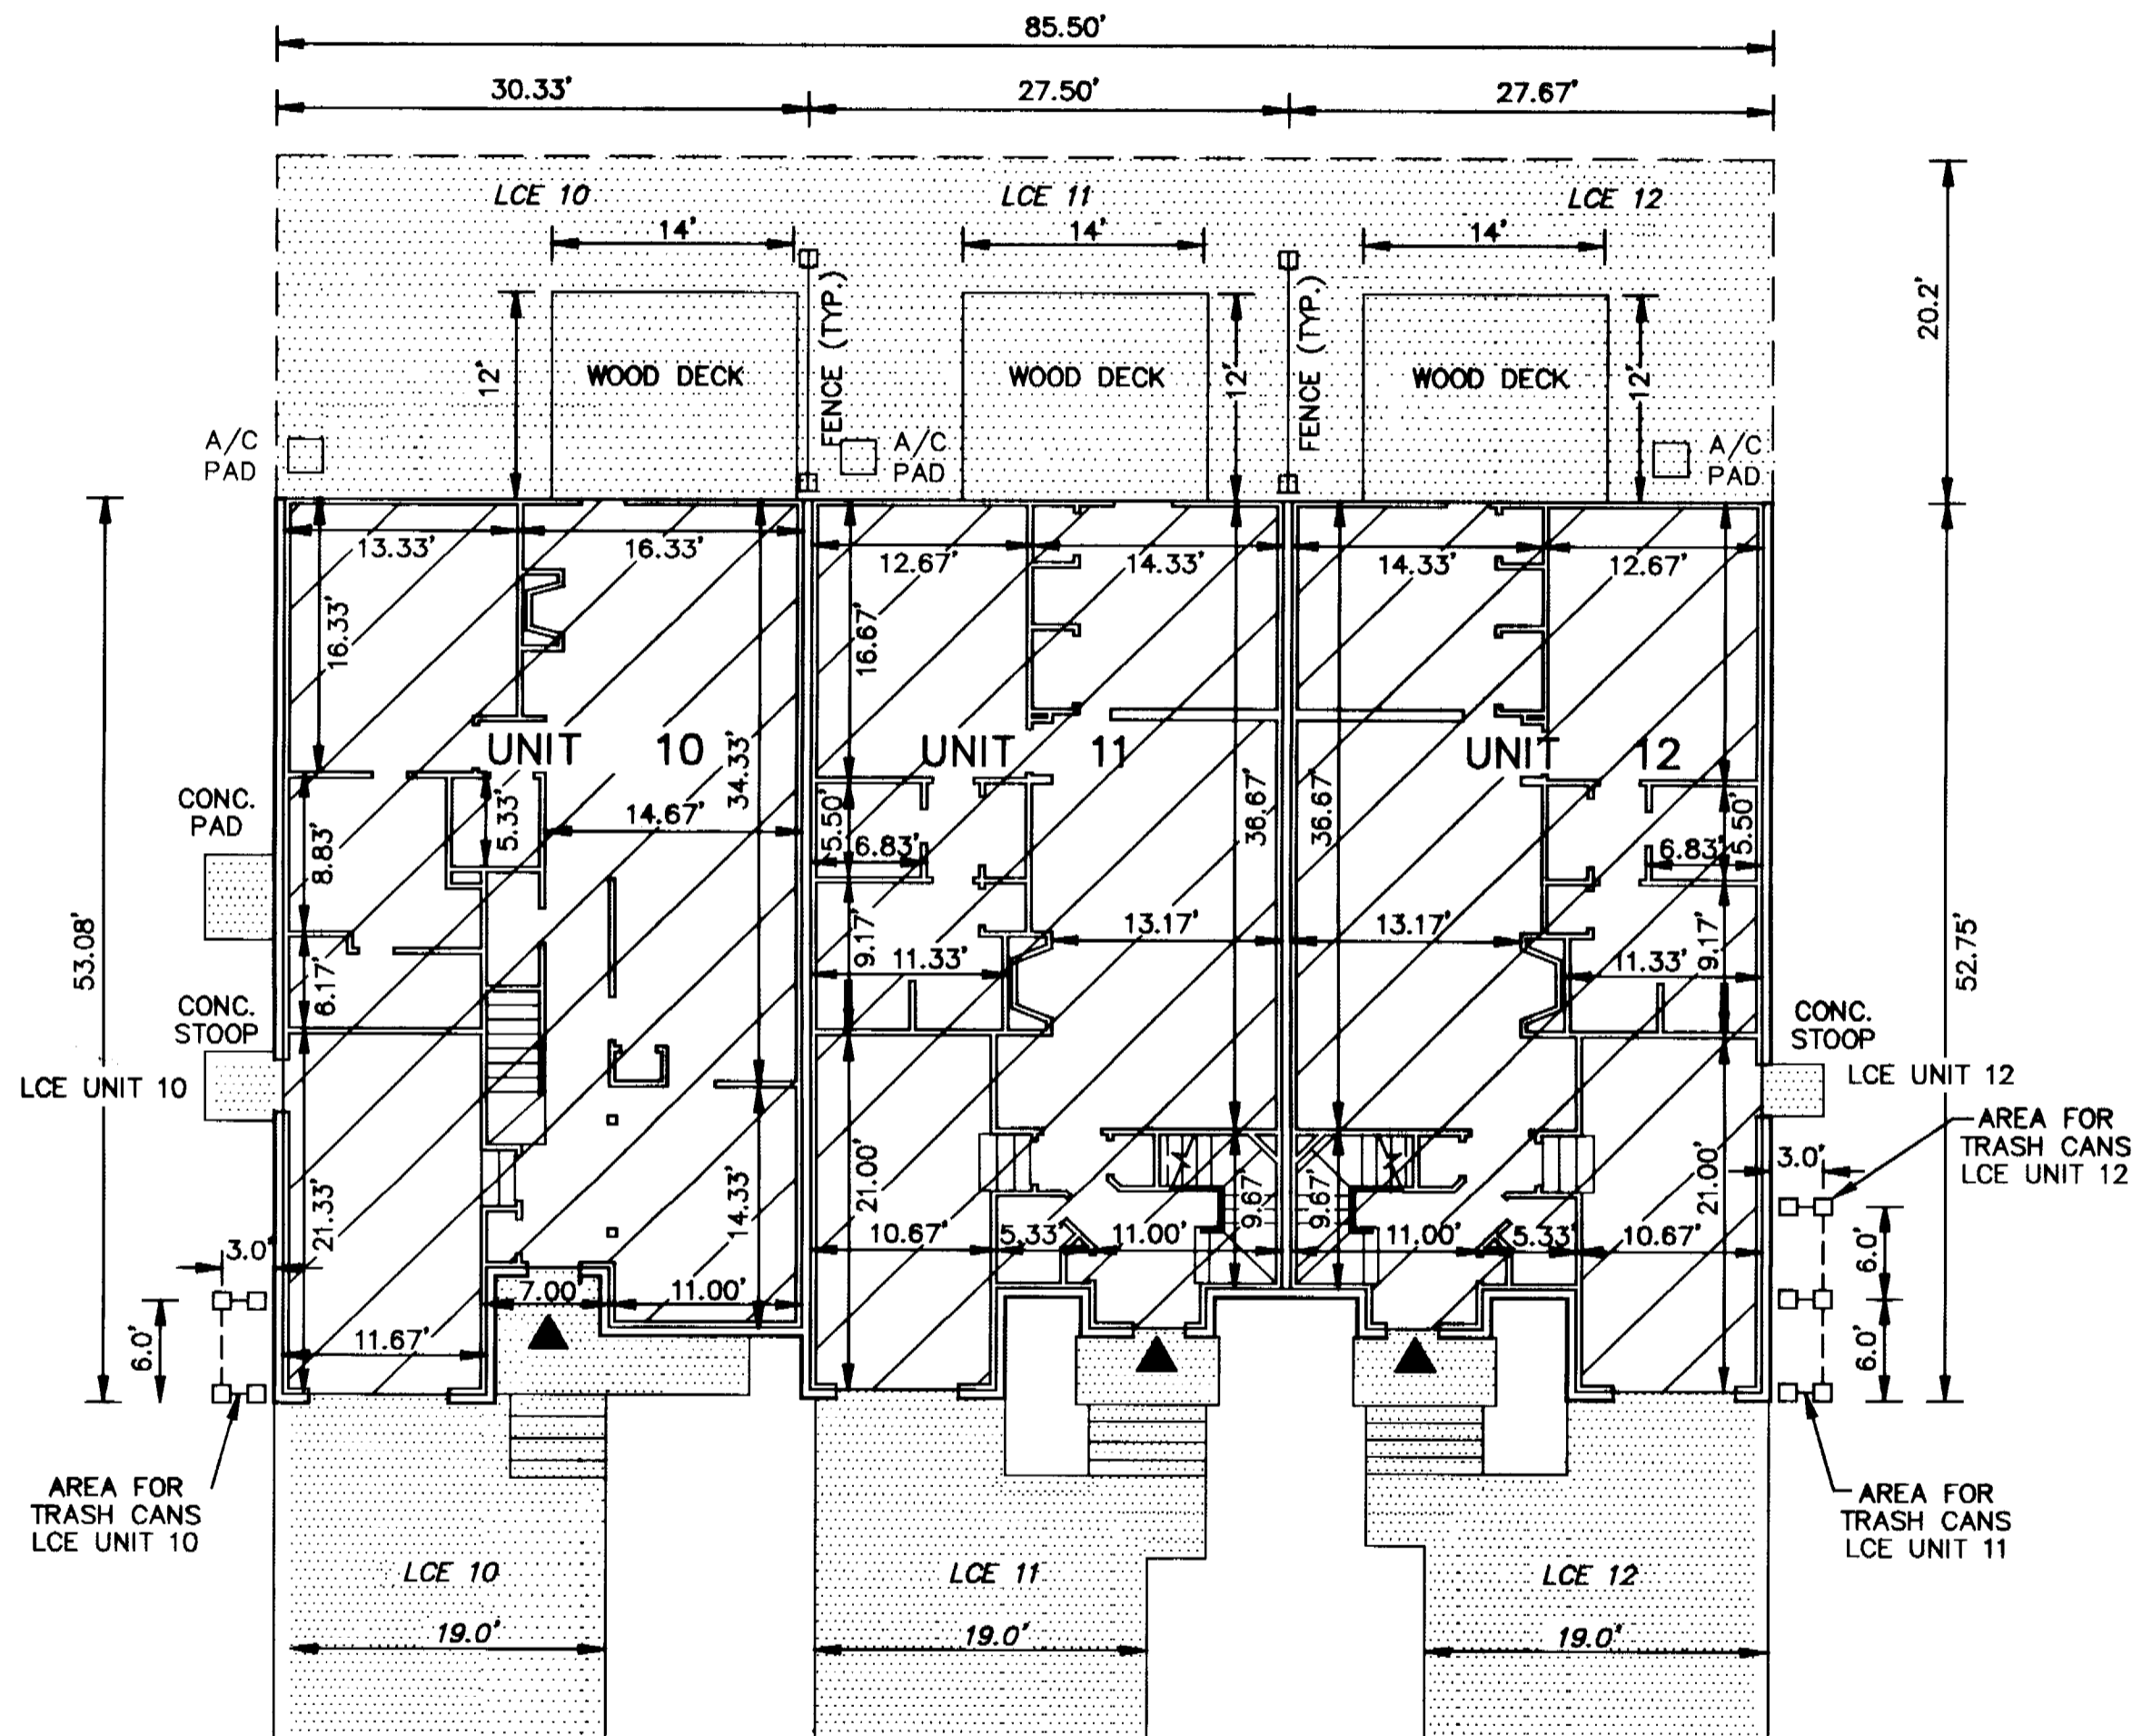 85.50'
30.33'
27.50'
27.67'
LCE 10
LCE 11
LCE 12
14'
14'
14'
20.2'
FENCE (TYP.)
FENCE (TYP.)
12'
WOOD DECK
WOOD DECK
12'
WOOD DECK
12'
A/C
PAD
A/C
PAD
A/C
PAD
13.33'
16.33'
12.67'
14.33'
14.33'
12.67'
16.33'
16.67'
UNIT 10
UNIT 11
UNIT 12
34.33'
36.67'
36.67'
CONC.
PAD
5.33'
14.67'
5.50'
6.83'
6.83'
5.50'
8.83'
53.08'
9.17'
13.17'
13.17'
9.17'
52.75'
11.33'
11.33'
6.17'
CONC.
STOOP
CONC.
STOOP
LCE UNIT 10
LCE UNIT 12
AREA FOR
TRASH CANS
LCE UNIT 12
3.0'
21.00'
21.00'
21.33'
14.33'
9.67'
9.67'
3.0'
10.67'
5.33'
11.00'
11.00'
5.33'
10.67'
6.0'
7.00'
11.00'
6.0'
11.67'
6.0'
AREA FOR
TRASH CANS
LCE UNIT 10
AREA FOR
TRASH CANS
LCE UNIT 11
LCE 10
LCE 11
LCE 12
19.0'
19.0'
19.0'